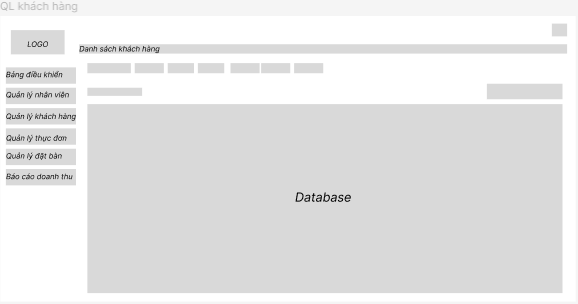 QL khách hàng
LOGO
Danh sách khách hàng
Bảng điều khiển
Quản lý nhân viên
Quản lý khách hàng
Quản lý thực đơn
Quản lý đặt bàn
Báo cáo doanh thu
Database